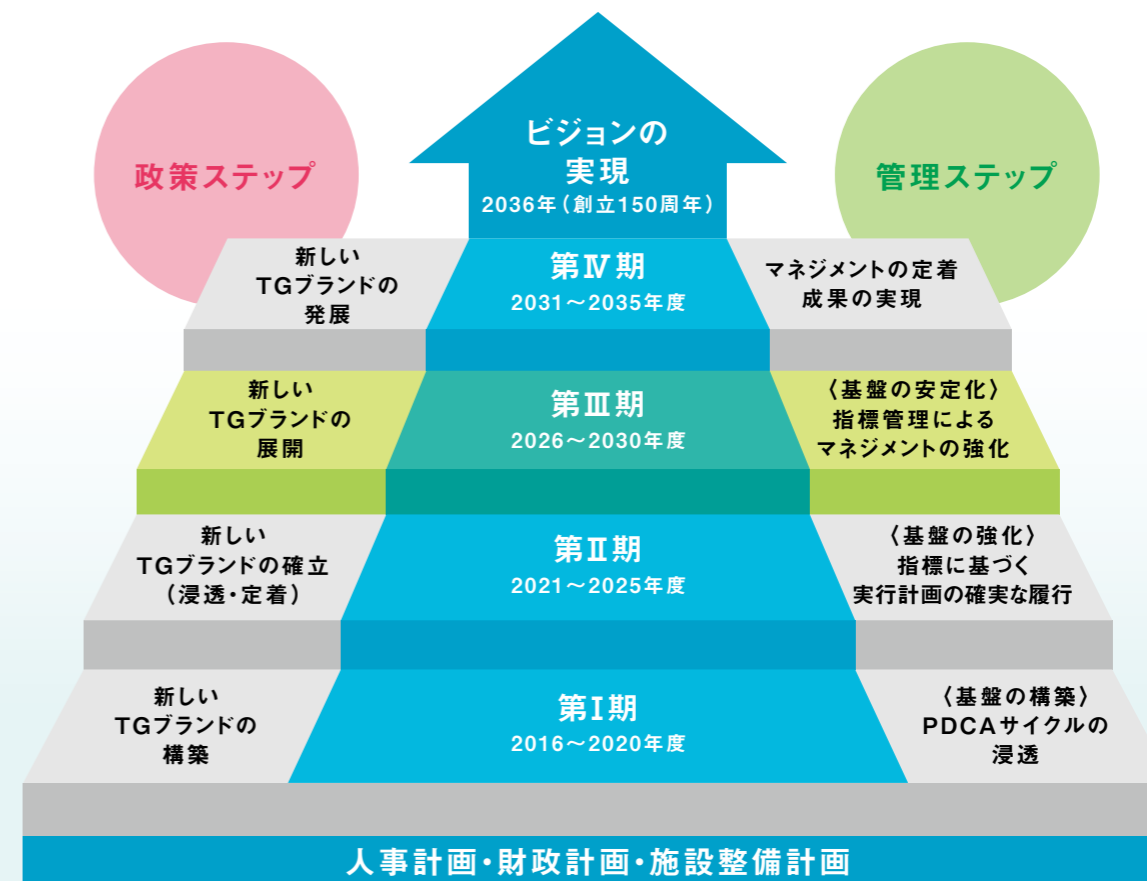 政策ステップ
ビジョンの
実現
2036年(創立150周年)
管理ステップ
新しい
TGブランドの
発展
第Ⅳ期
2031～2035年度
マネジメントの定着
成果の実現
新しい
TGブランドの
展開
第Ⅲ期
2026～2030年度
〈基盤の安定化〉
指標管理による
マネジメントの強化
新しい
TGブランドの確立
(浸透・定着)
第Ⅱ期
2021～2025年度
〈基盤の強化〉
指標に基づく
実行計画の確実な履行
新しい
TGブランドの
構築
第Ⅰ期
2016～2020年度
〈基盤の構築〉
PDCAサイクルの
浸透
人事計画・財政計画・施設整備計画